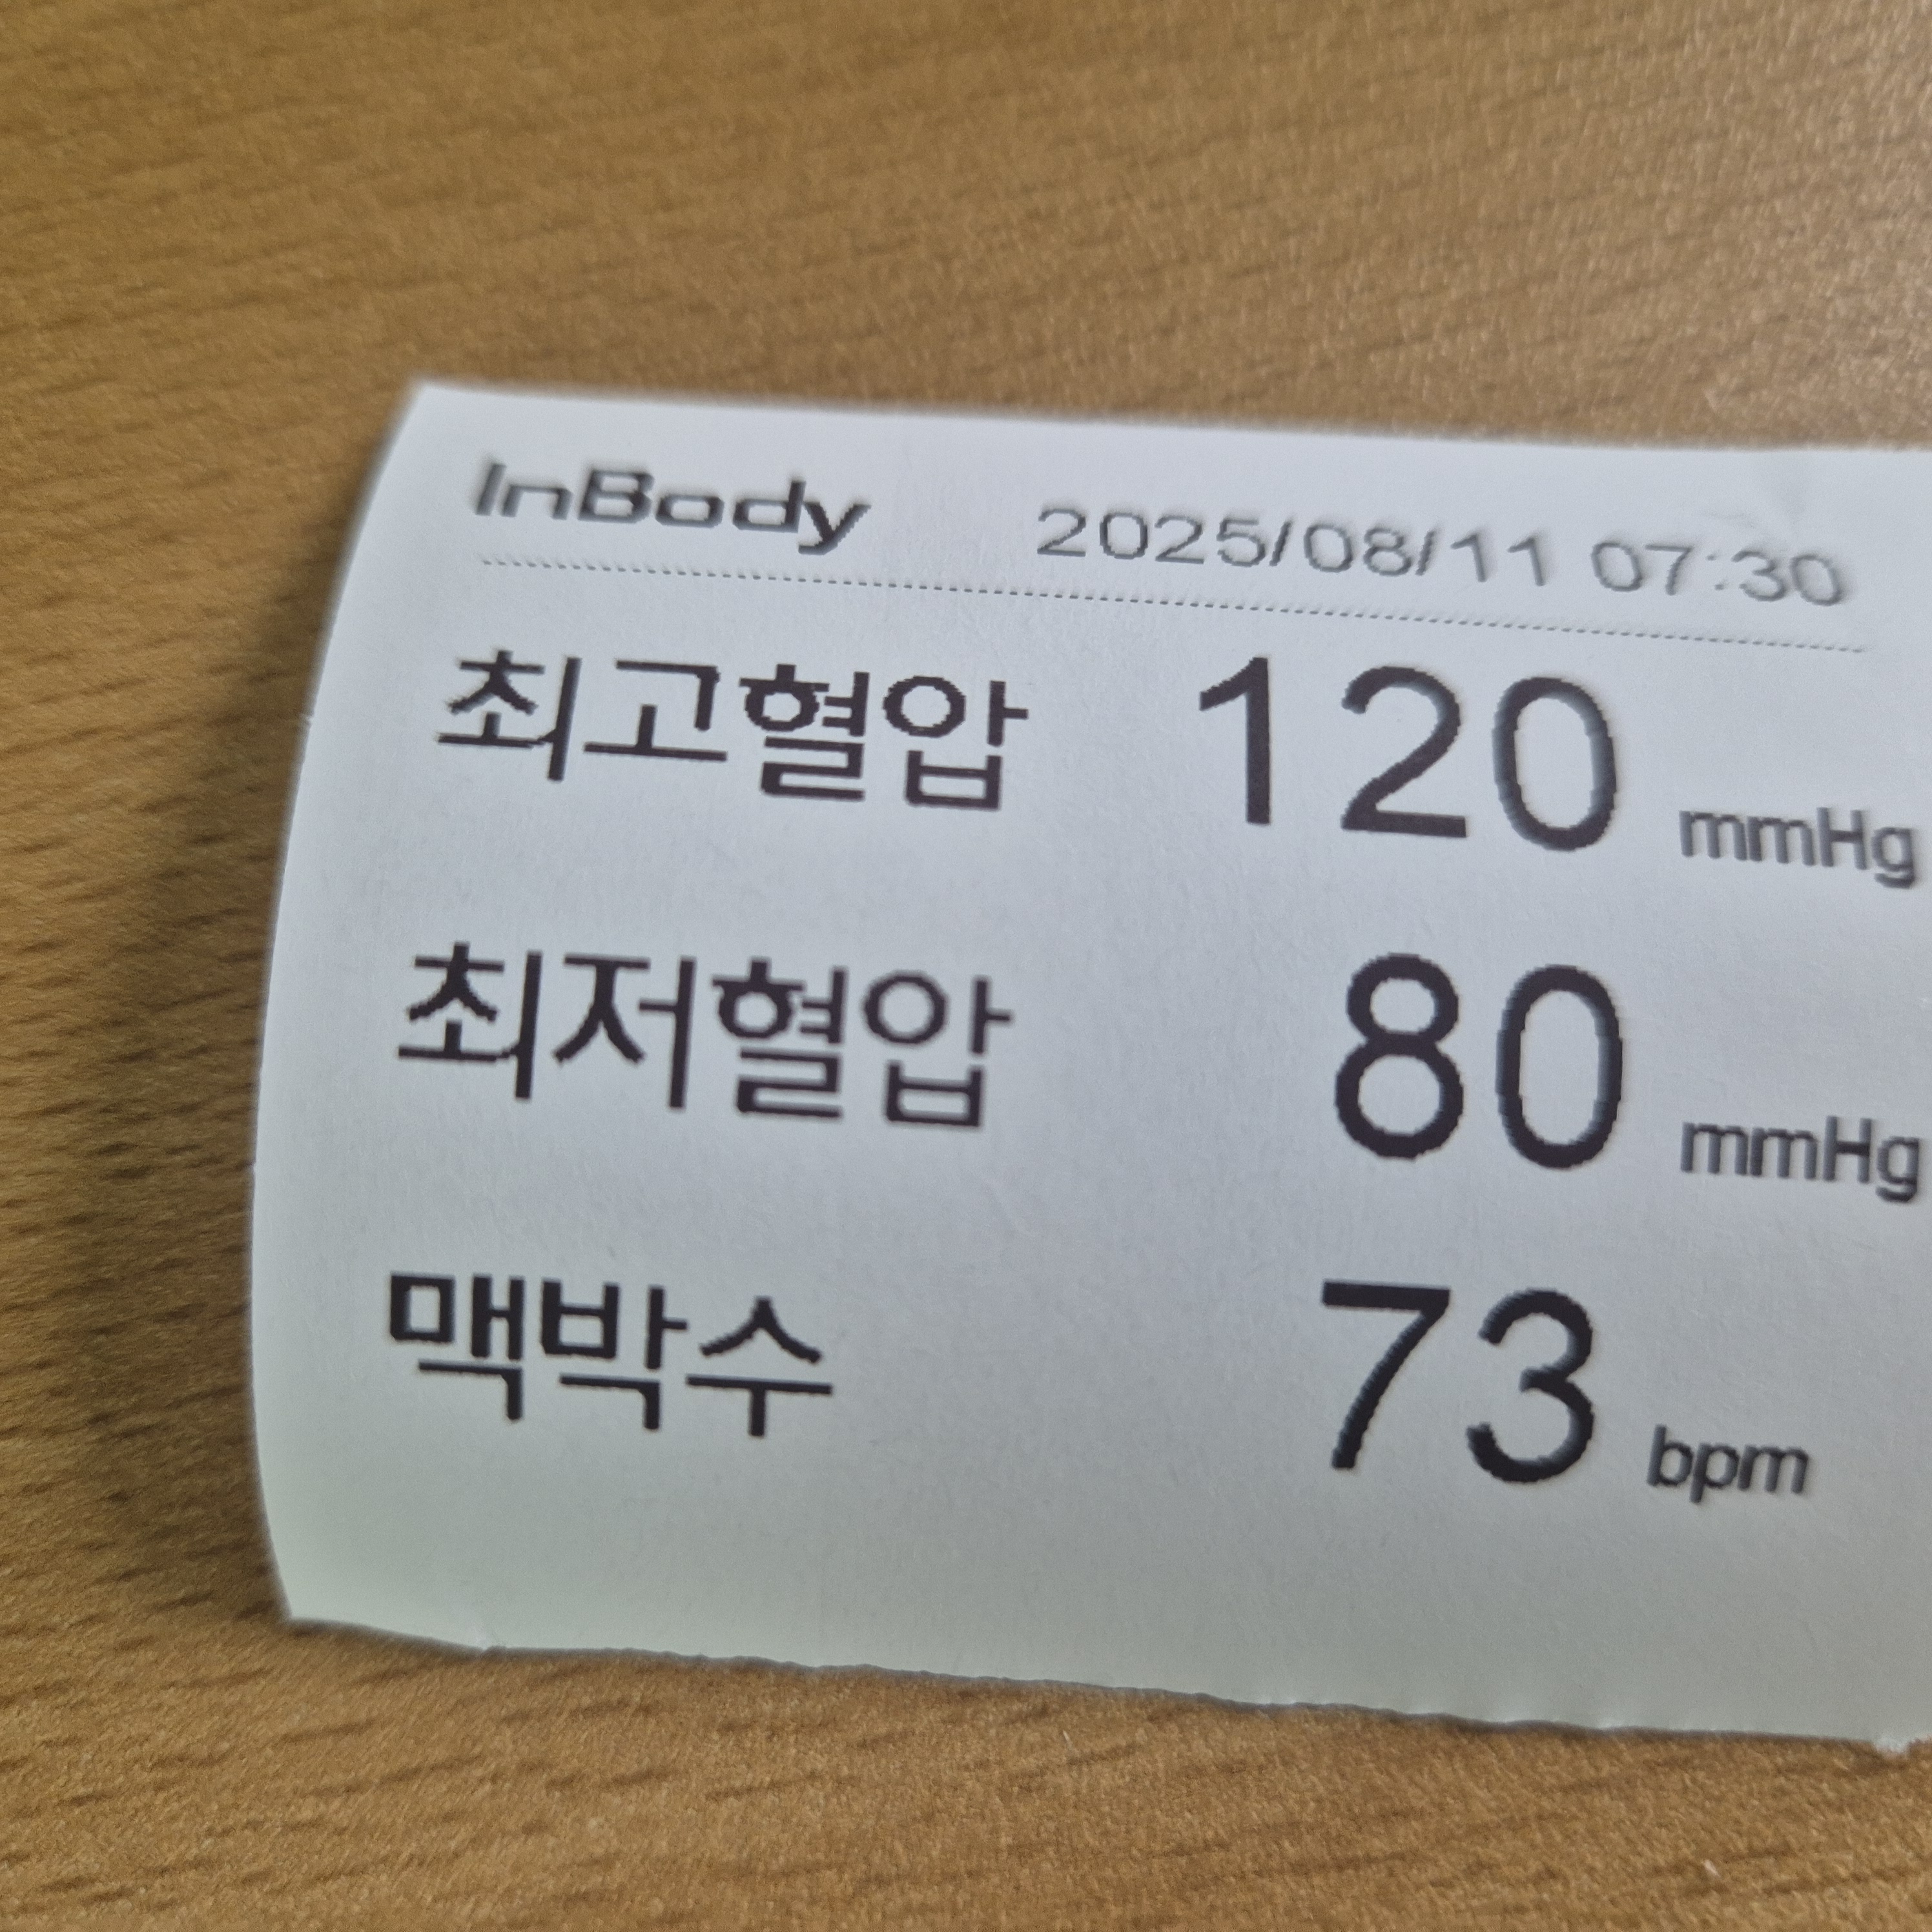 InBody 2025/08/11 07:30
최고혈압 120 mmHg
최저혈압 80 mmHg
맥박수 73 bpm